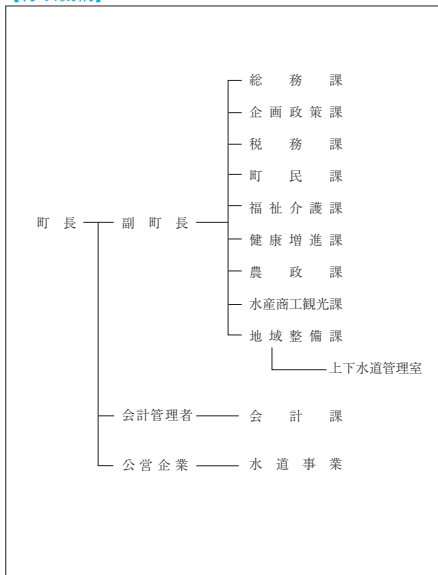 総務課
企画政策課
税務課
町民課
福祉介護課
町長 副町長
健康増進課
農政課
水産商工観光課
地域整備課
上下水道管理室
会計管理者 会計課
公営企業 水道事業